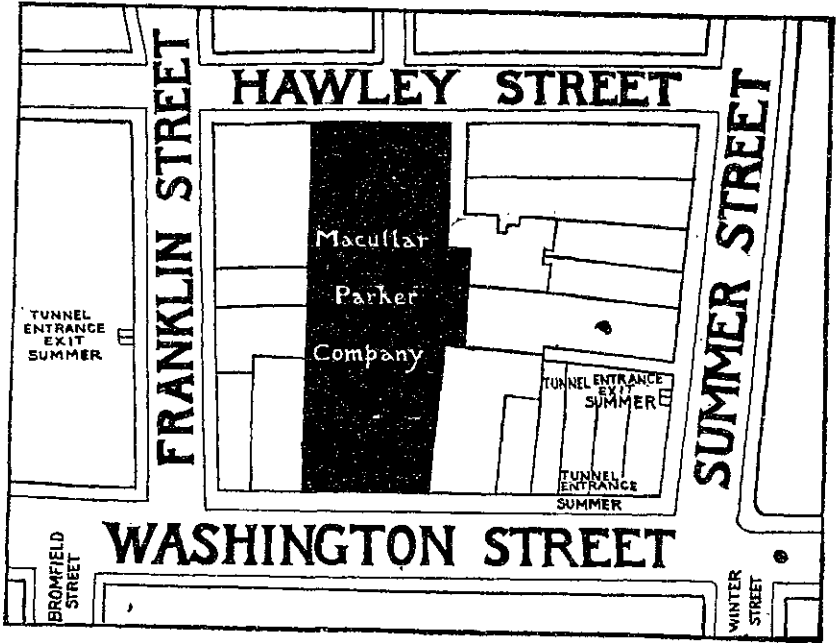 HAWLEY STREET
FRANKLIN STREET
SUMMER STREET
Macullar
Parker
Company
TUNNEL
ENTRANCE
EXIT
SUMMER
TUNNEL ENTRANCE
EXIT
SUMMER
TUNNEL
ENTRANCE
SUMMER
WASHINGTON STREET
BROMFIELD
STREET
WINTER
STREET